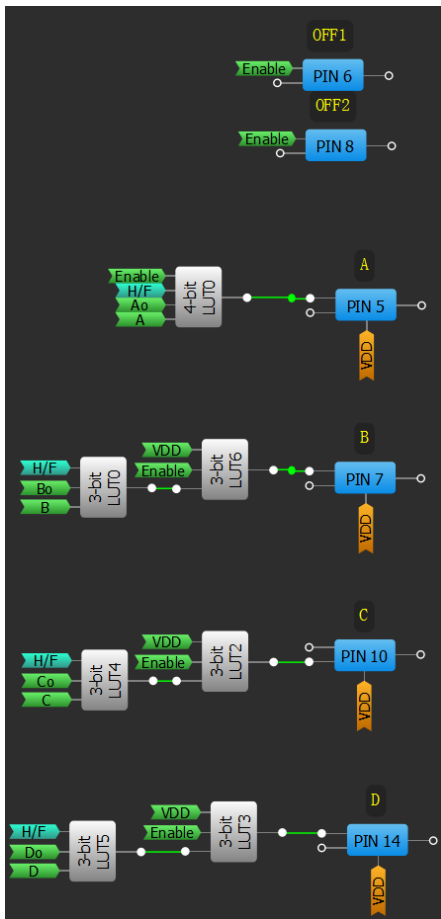 OFF1
Enable
PIN 6
OFF2
Enable
PIN 8
A
Enable
H/F
Ao
A
4-bit
LUT0
PIN 5
VDD
B
VDD
Enable
3-bit
LUT6
H/F
Bo
B
3-bit
LUT0
PIN 7
VDD
C
VDD
Enable
3-bit
LUT2
H/F
Co
C
3-bit
LUT4
PIN 10
VDD
D
VDD
Enable
3-bit
LUT3
H/F
Do
D
3-bit
LUT5
PIN 14
VDD